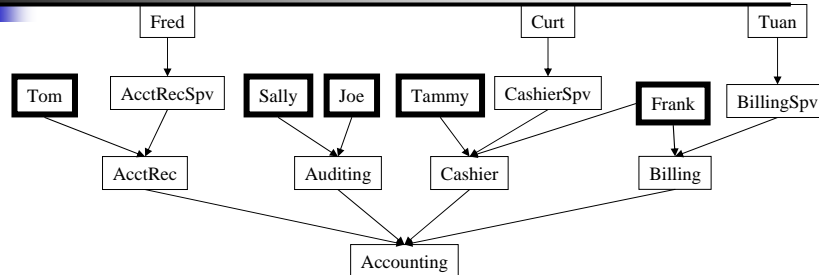 Fred Curt Tuan
Tom AcctRecSpv Sally Joe Tammy CashierSpv Frank BillingSpv
AcctRec Auditing Cashier Billing
Accounting